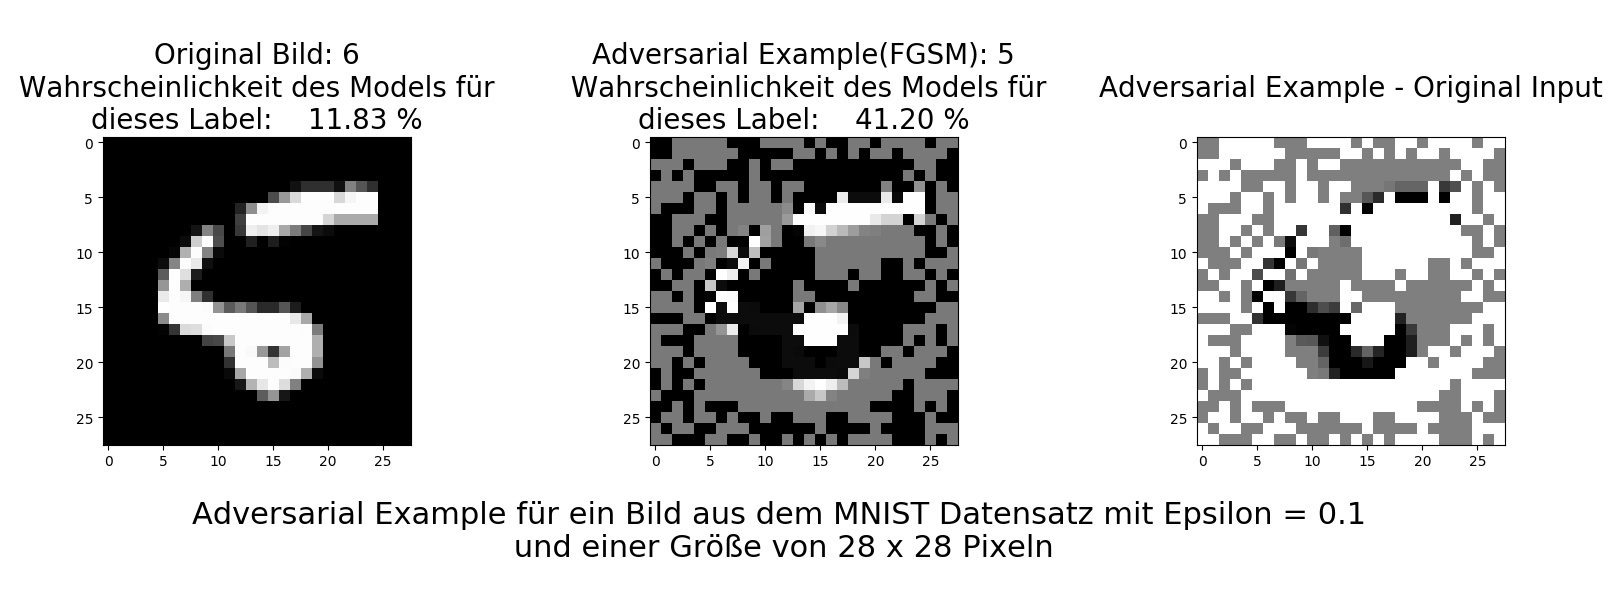 Original Bild: 6
Wahrscheinlichkeit des Models für
dieses Label: 11.83 %
0
5
10
15
20
25
0 5 10 15 20 25
Adversarial Example(FGSM): 5
Wahrscheinlichkeit des Models für
dieses Label: 41.20 %
0
5
10
15
20
25
0 5 10 15 20 25
Adversarial Example - Original Input
0
5
10
15
20
25
0 5 10 15 20 25
Adversarial Example für ein Bild aus dem MNIST Datensatz mit Epsilon = 0.1
und einer Größe von 28 x 28 Pixeln